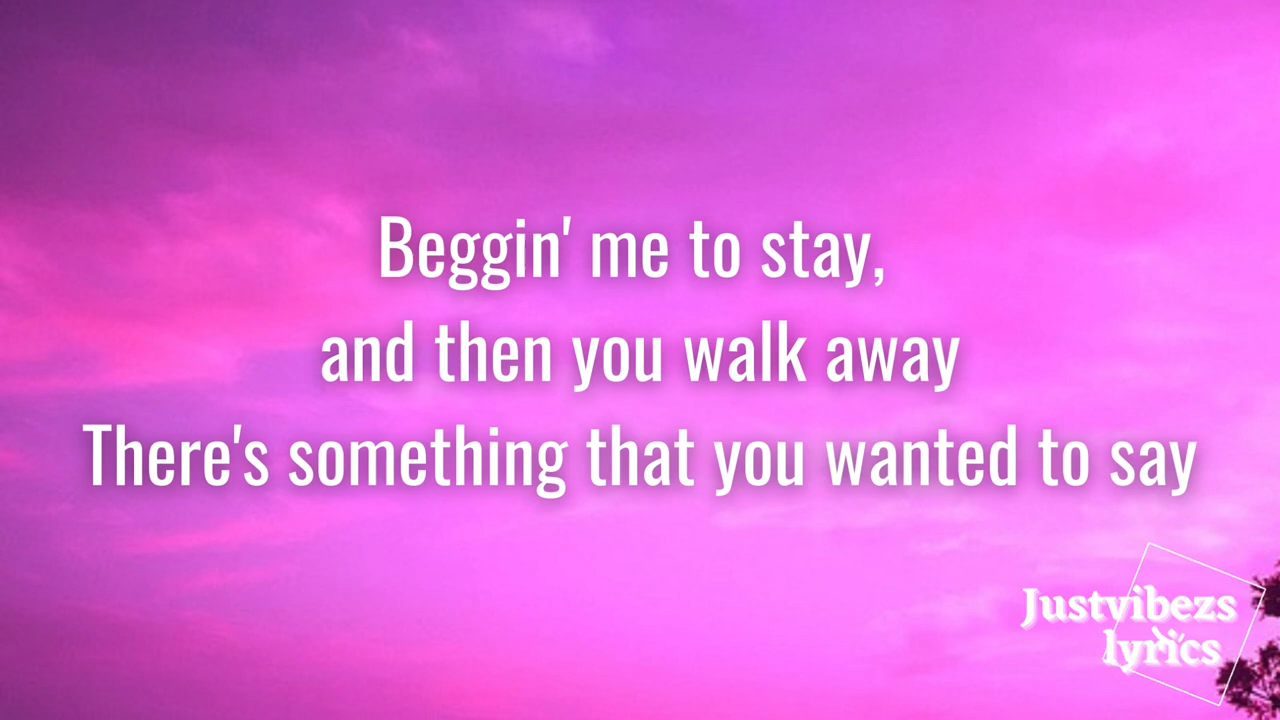 Beggin' me to stay,
and then you walk away
There's something that you wanted to say
Justvibezs
lyrics